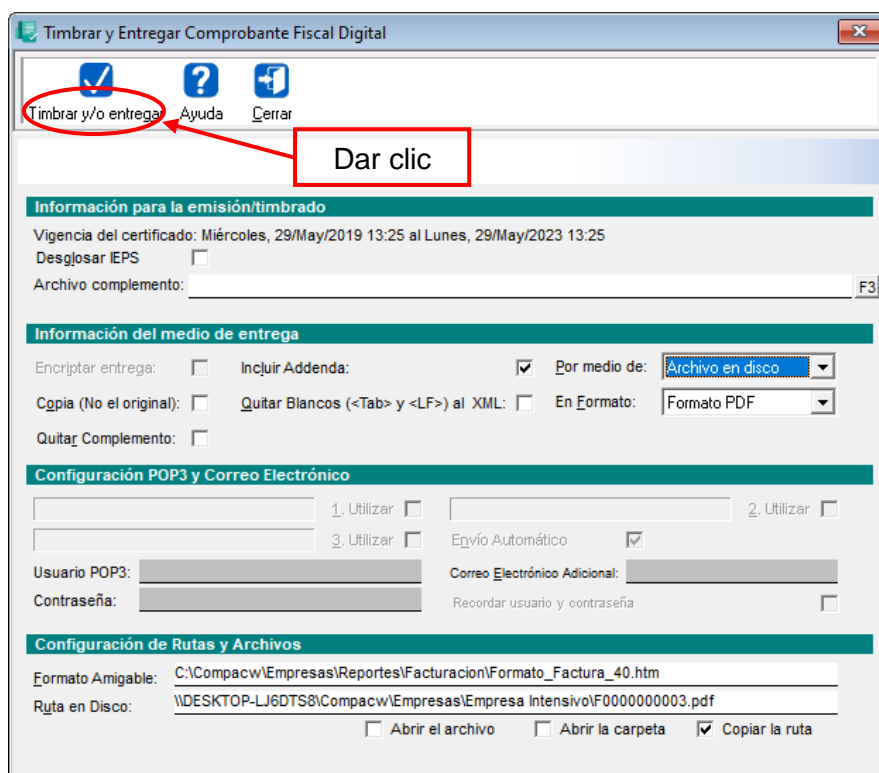 Timbrar y Entregar Comprobante Fiscal Digital
Timbrar y/o entregar Ayuda Cerrar
Dar clic
Información para la emisión/timbrado
Vigencia del certificado: Miércoles, 29/May/2019 13:25 al Lunes, 29/May/2023 13:25
Desglosar IEPS
Archivo complemento: F3
Información del medio de entrega
Encriptar entrega: Incluir Addenda: Por medio de: Archivo en disco
Copia (No el original): Quitar Blancos (<Tab> y <LF>) al XML: En Formato: Formato PDF
Quitar Complemento:
Configuración POP3 y Correo Electrónico
1. Utilizar 2. Utilizar
3. Utilizar Envío Automático
Usuario POP3: Correo Electrónico Adicional:
Contraseña: Recordar usuario y contraseña
Configuración de Rutas y Archivos
Formato Amigable: C:\Compacw\Empresas\Reportes\Facturacion\Formato_Factura_40.htm
Ruta en Disco: \\DESKTOP-LJ6DTS8\Compacw\Empresas\Empresa Intensivo\F0000000003.pdf
Abrir el archivo Abrir la carpeta Copiar la ruta